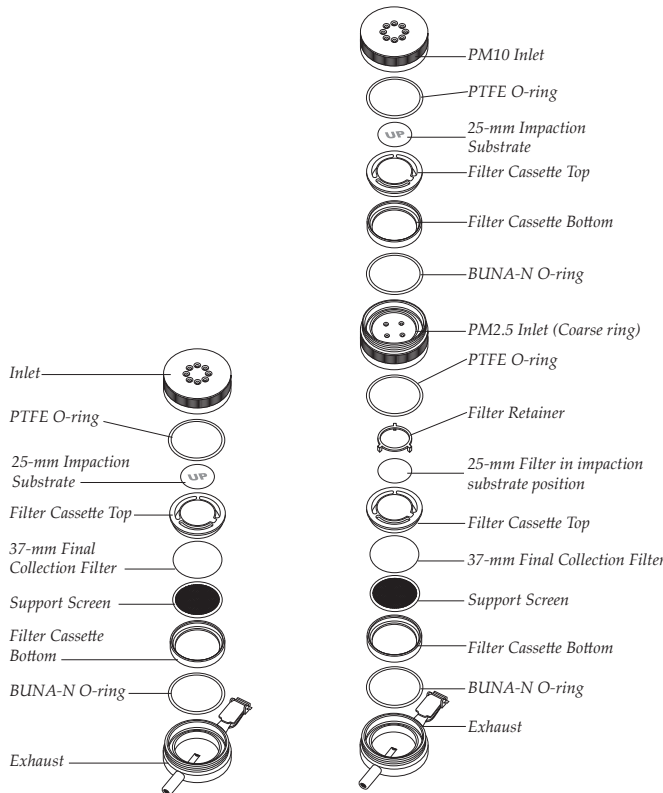 Inlet
PTFE O-ring
25-mm Impaction
Substrate
UP
Filter Cassette Top
37-mm Final
Collection Filter
Support Screen
Filter Cassette
Bottom
BUNA-N O-ring
Exhaust
PM10 Inlet
PTFE O-ring
UP
25-mm Impaction
Substrate
Filter Cassette Top
Filter Cassette Bottom
BUNA-N O-ring
PM2.5 Inlet (Coarse ring)
PTFE O-ring
Filter Retainer
25-mm Filter in impaction
substrate position
Filter Cassette Top
37-mm Final Collection Filter
Support Screen
Filter Cassette Bottom
BUNA-N O-ring
Exhaust